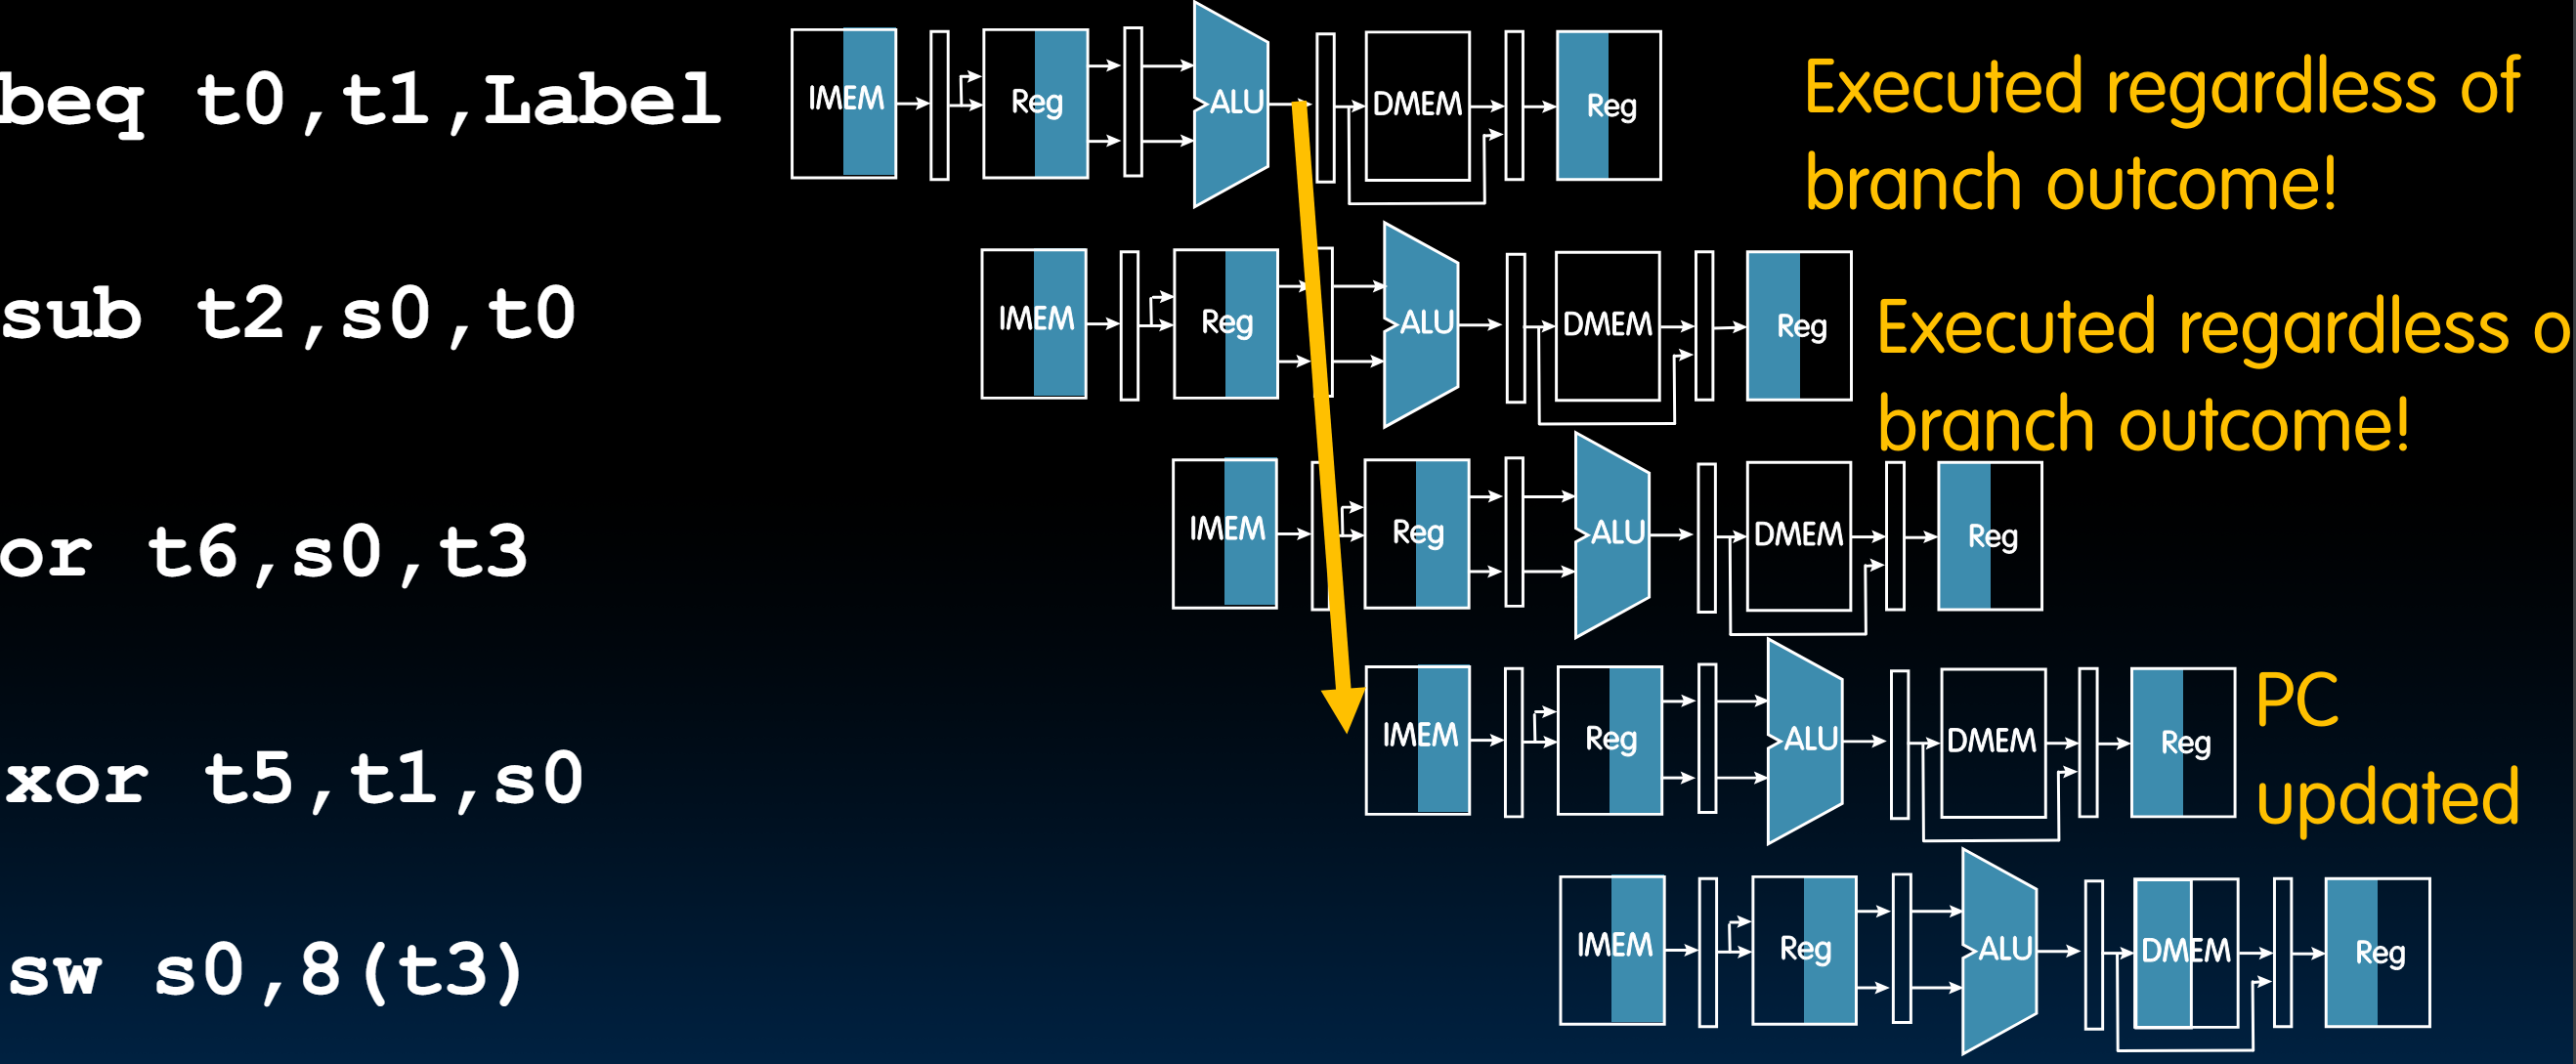 beq t0,t1,Label
IMEM
Reg
ALU
DMEM
Reg
Executed regardless of
branch outcome!
sub t2,s0,t0
IMEM
Reg
ALU
DMEM
Reg
Executed regardless o
branch outcome!
or t6,s0,t3
IMEM
Reg
ALU
DMEM
Reg
xor t5,t1,s0
IMEM
Reg
ALU
DMEM
Reg
PC
updated
sw s0,8(t3)
IMEM
Reg
ALU
DMEM
Reg